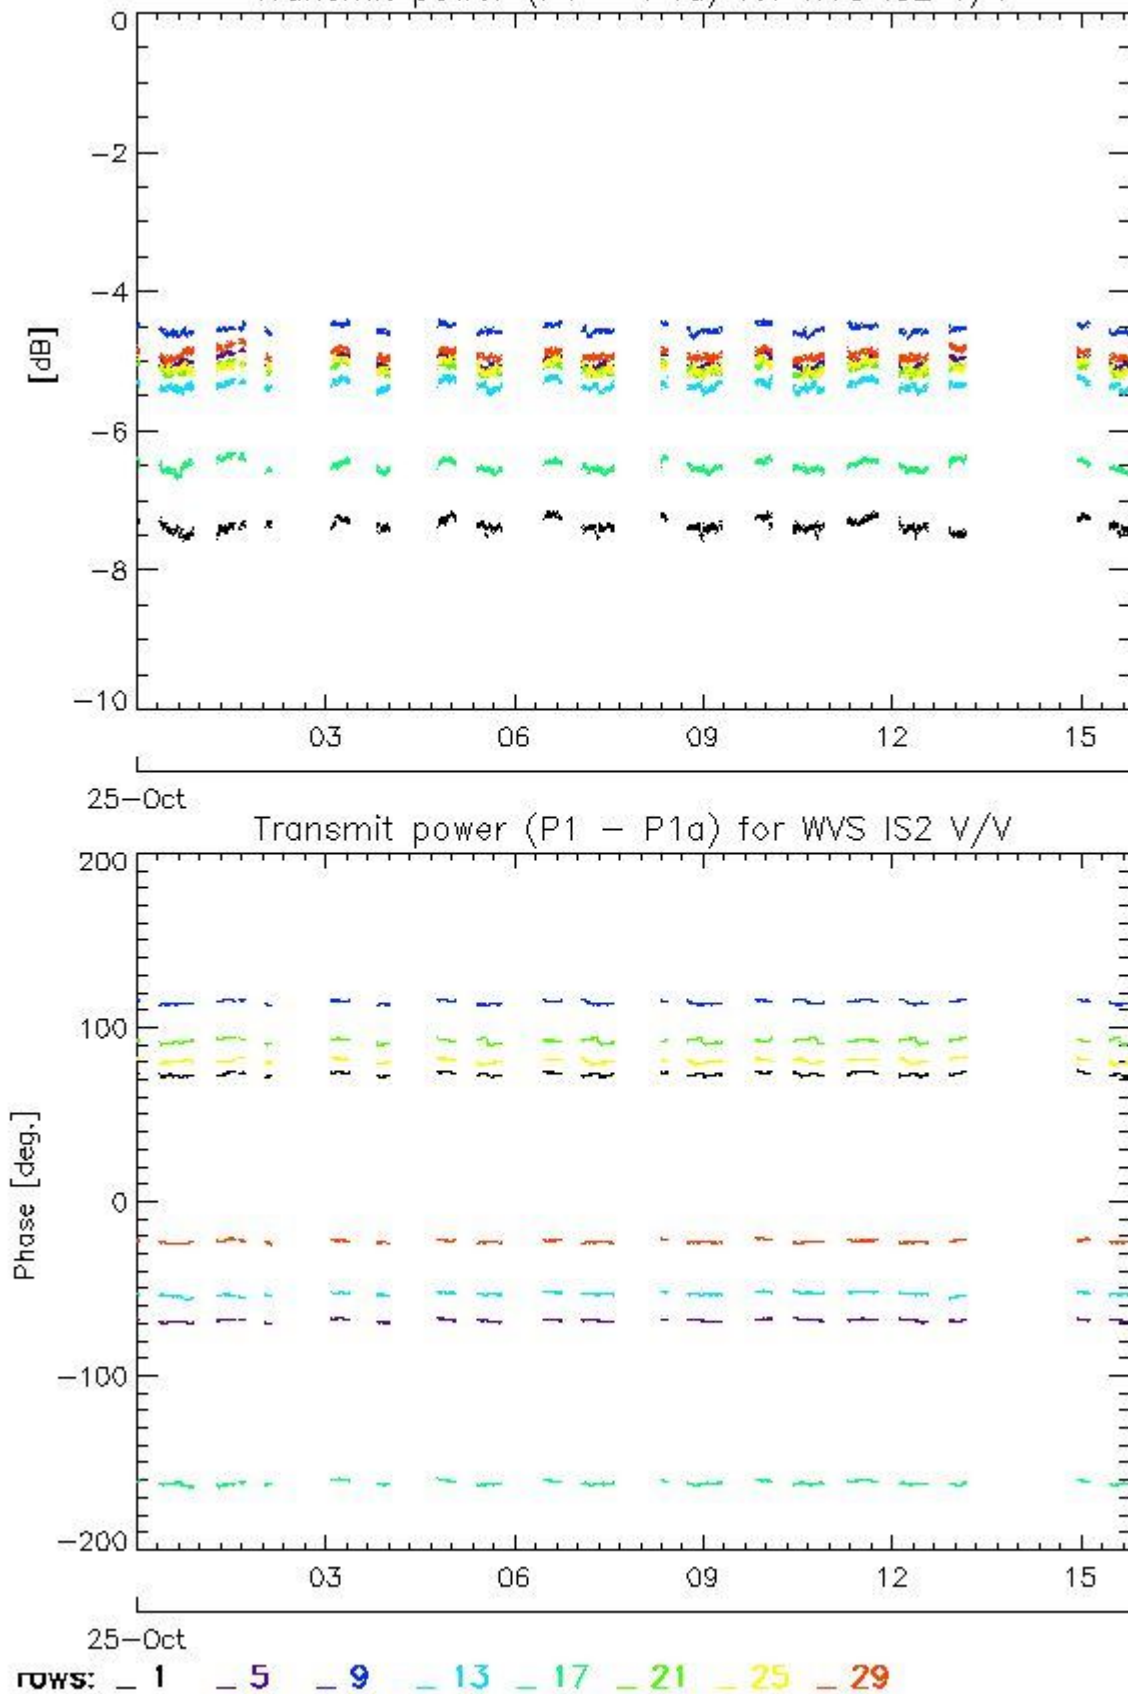 0
−2
−4
[dB]
−6
−8
−10
03 06 09 12 15
25−Oct
Transmit power (P1 − P1a) for WVS IS2 V/V
200
100
Phase [deg.]
0
−100
−200
03 06 09 12 15
25−Oct
rows: _ 1 _ 5 _ 9 _ 13 _ 17 _ 21 _ 25 _ 29